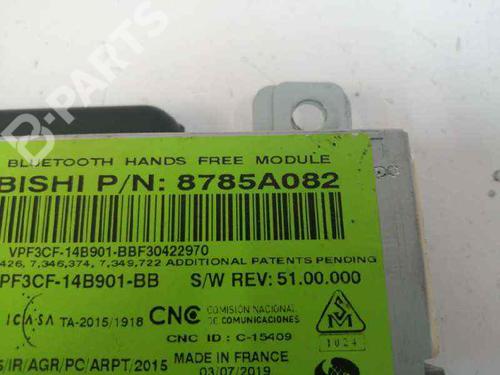 B-PARTS
BLUETOOTH HANDS FREE MODULE
BISHI P/N: 8785A082
VPF3CF-14B901-BBF30422970
426, 7,346,374, 7,349,722 ADDITIONAL PATENTS PENDING
PF3CF-14B901-BB S/W REV: 51.00.000
ICASA TA-2015/1918 CNC COMISIÓN NACIONAL DE COMUNICACIONES
CNC ID : C-15409
1024
/IR/AGR/PC/ARPT/2015 MADE IN FRANCE
03/07/2019